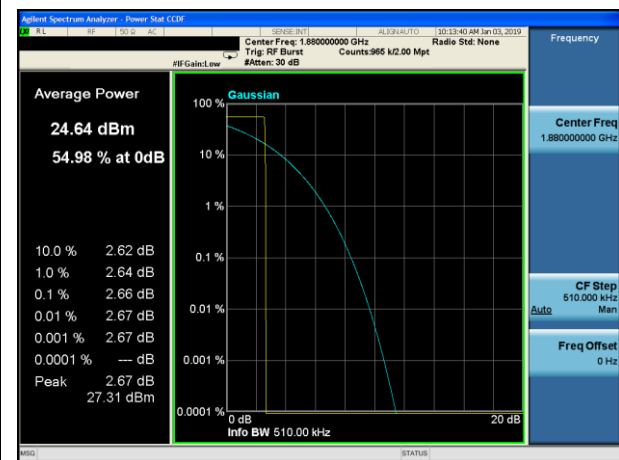 Agilent Spectrum Analyzer - Power Stat CCDF
RL RF 50 Ω AC SENSE:INT ALIGNAUTO 10:13:40 AM Jan 03, 2019
Center Freq: 1.880000000 GHz Radio Std: None
Trig: RF Burst Counts:965 k/2.00 Mpt
#IFGain:Low #Atten: 30 dB
Frequency
Average Power
24.64 dBm
54.98 % at 0dB
10.0 % 2.62 dB
1.0 % 2.64 dB
0.1 % 2.66 dB
0.01 % 2.67 dB
0.001 % 2.67 dB
0.0001 % --- dB
Peak 2.67 dB
27.31 dBm
Gaussian
100 %
10 %
1 %
0.1 %
0.01 %
0.001 %
0.0001 %
0 dB 20 dB
Info BW 510.00 kHz
Center Freq
1.880000000 GHz
CF Step
510.000 kHz
Auto Man
Freq Offset
0 Hz
MSG STATUS